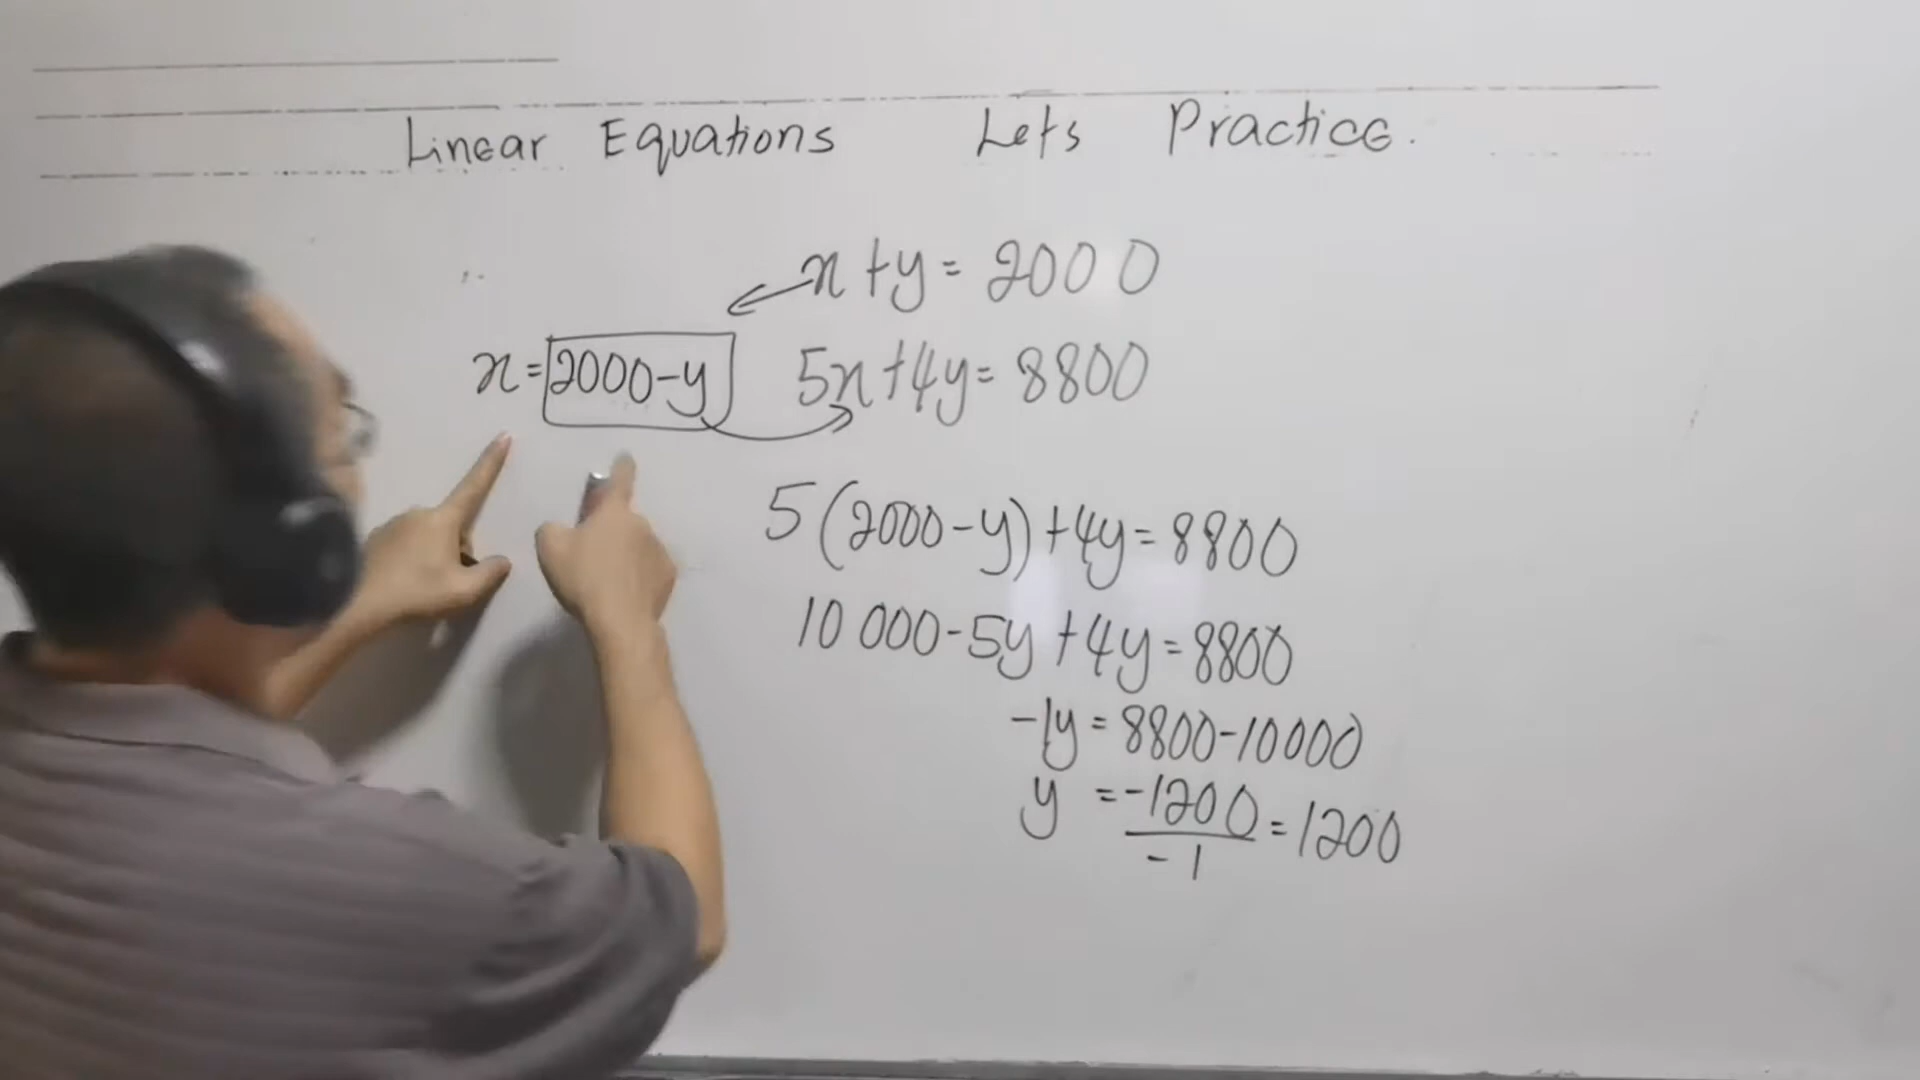 Linear Equations Lets Practice.
x+y=2000
x=2000-y 5x+4y=8800
5(2000-y)+4y=8800
10 000-5y+4y=8800
-1y=8800-10000
y =-1200/-1=1200